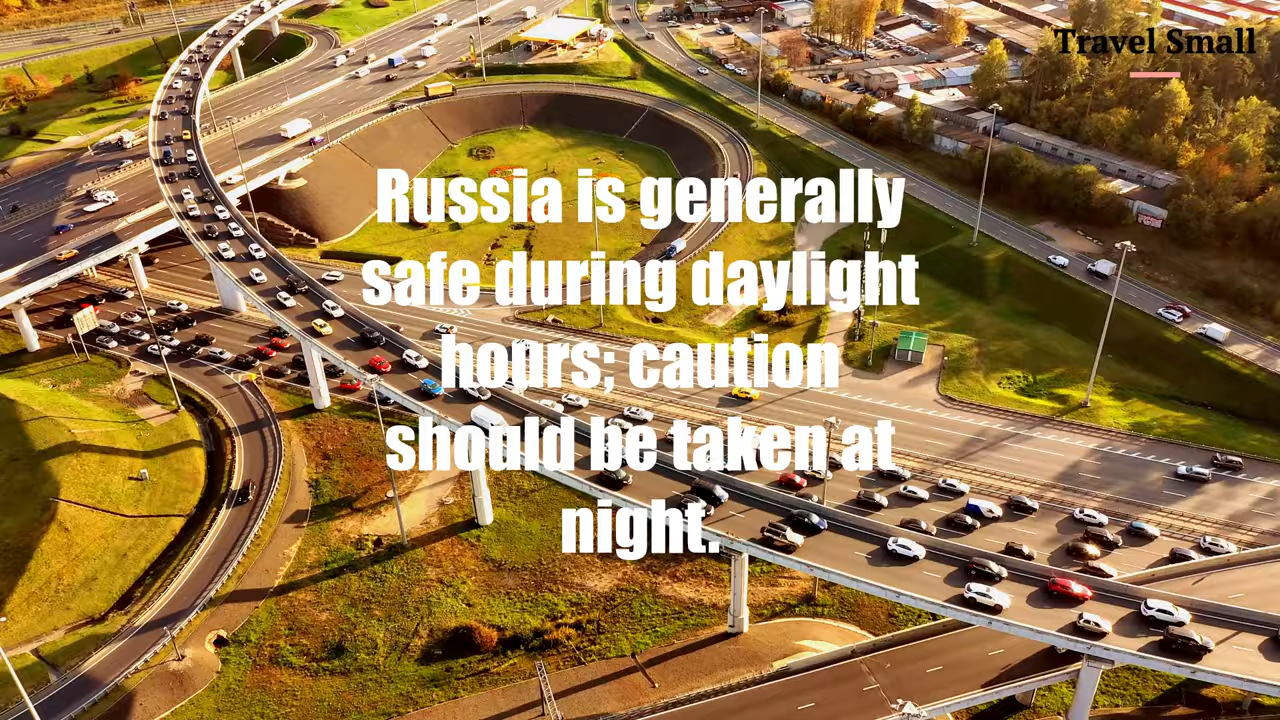 Travel Small
Russia is generally
safe during daylight
hours; caution
should be taken at
night.